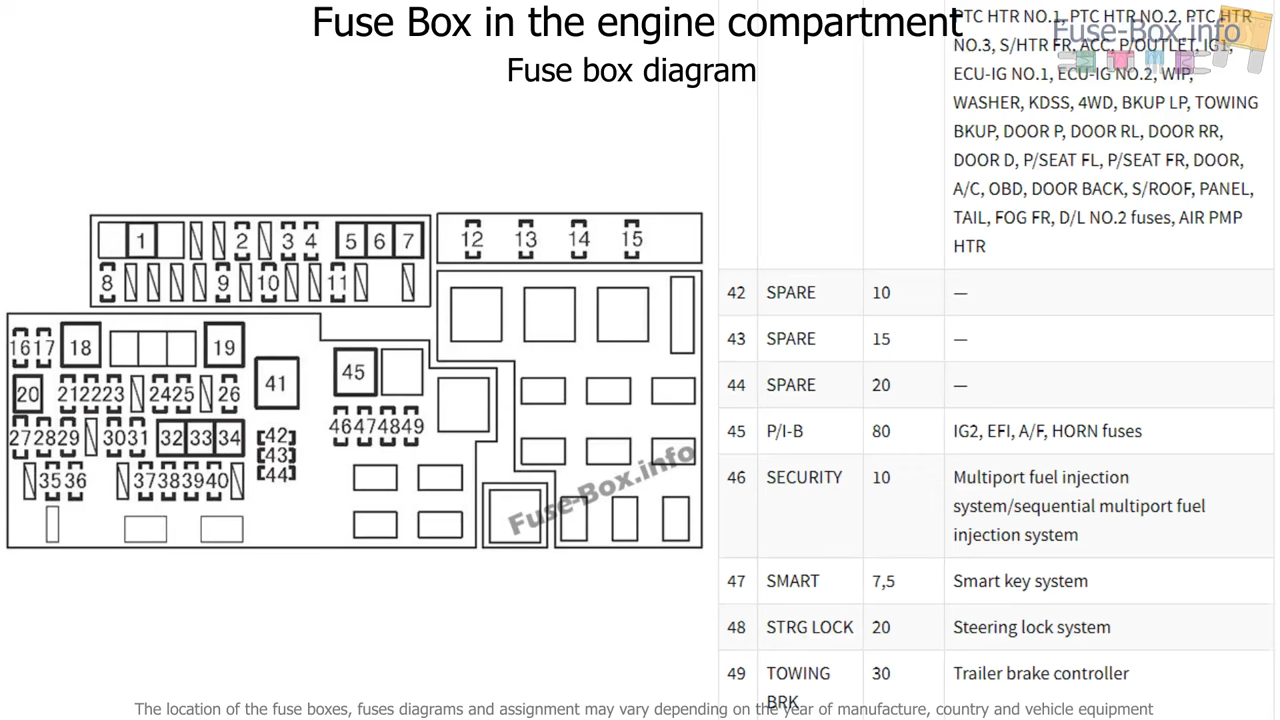 Fuse Box in the engine compartment
Fuse box diagram
Fuse-Box.info
PTC HTR NO.1, PTC HTR NO.2, PTC HTR
NO.3, S/HTR FR, ACC, P/OUTLET, IG1,
ECU-IG NO.1, ECU-IG NO.2, WIP,
WASHER, KDSS, 4WD, BKUP LP, TOWING
BKUP, DOOR P, DOOR RL, DOOR RR,
DOOR D, P/SEAT FL, P/SEAT FR, DOOR,
A/C, OBD, DOOR BACK, S/ROOF, PANEL,
TAIL, FOG FR, D/L NO.2 fuses, AIR PMP
HTR
42 SPARE 10 —
43 SPARE 15 —
44 SPARE 20 —
45 P/I-B 80 IG2, EFI, A/F, HORN fuses
46 SECURITY 10 Multiport fuel injection
system/sequential multiport fuel
injection system
47 SMART 7,5 Smart key system
48 STRG LOCK 20 Steering lock system
49 TOWING 30 Trailer brake controller
BRK
1 2 3 4 5 6 7
8 9 10 11
12 13 14 15
16 17 18 19
20 21 22 23 24 25 26
41 45
27 28 29 30 31 32 33 34
42
43
44
46 47 48 49
35 36 37 38 39 40
Fuse-Box.info
The location of the fuse boxes, fuses diagrams and assignment may vary depending on the year of manufacture, country and vehicle equipment